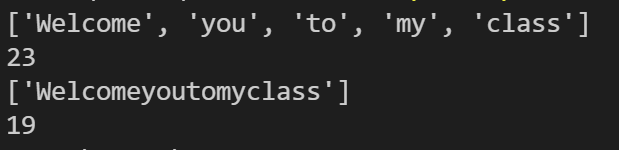 ['Welcome', 'you', 'to', 'my', 'class']
23
['Welcomeyoutomyclass']
19